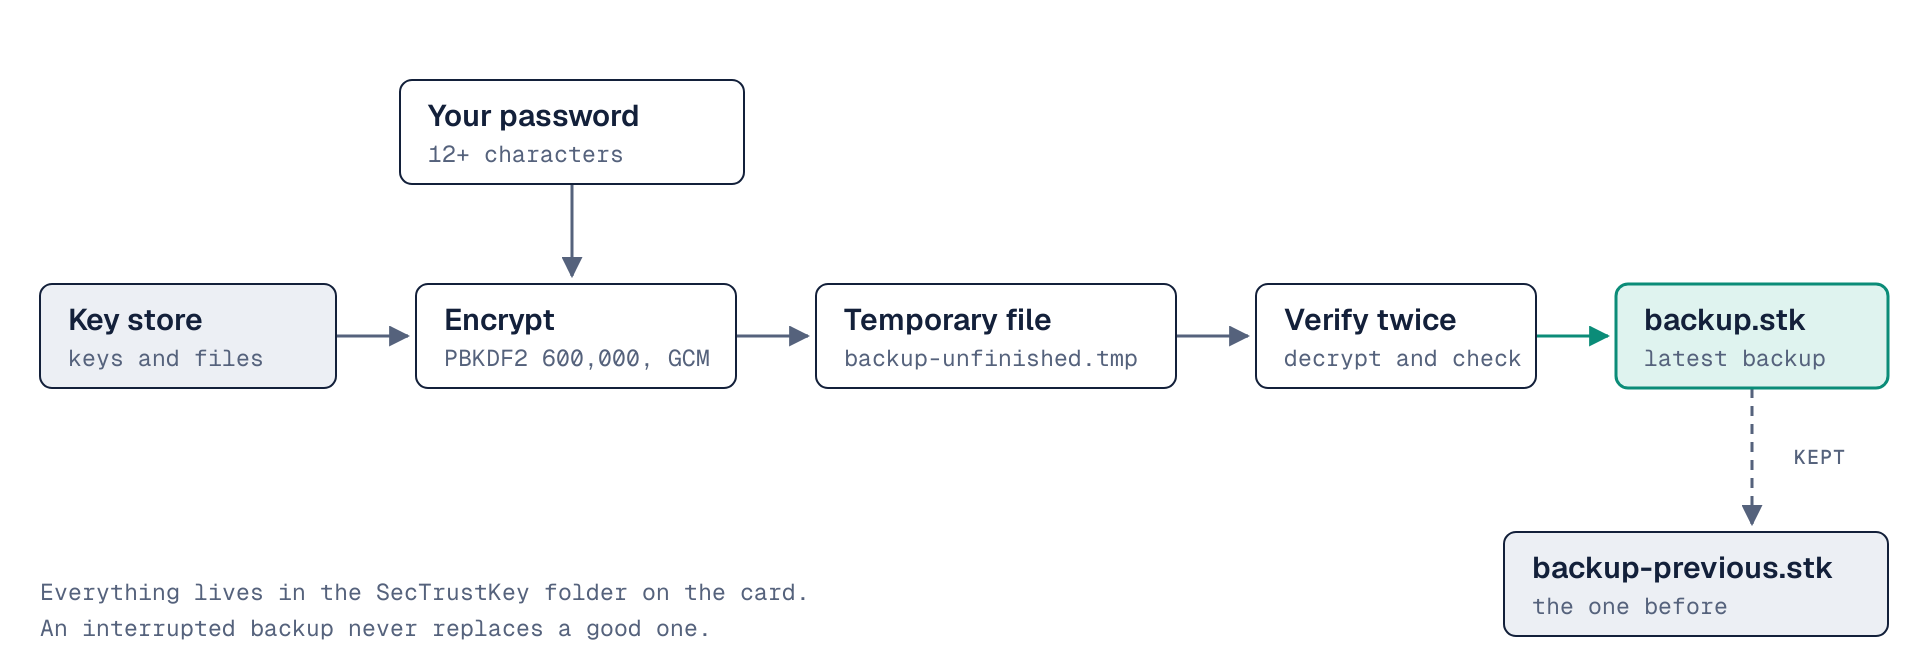 Your password
12+ characters
Key store
keys and files
Encrypt
PBKDF2 600,000, GCM
Temporary file
backup-unfinished.tmp
Verify twice
decrypt and check
backup.stk
latest backup
KEPT
backup-previous.stk
the one before
Everything lives in the SecTrustKey folder on the card.
An interrupted backup never replaces a good one.